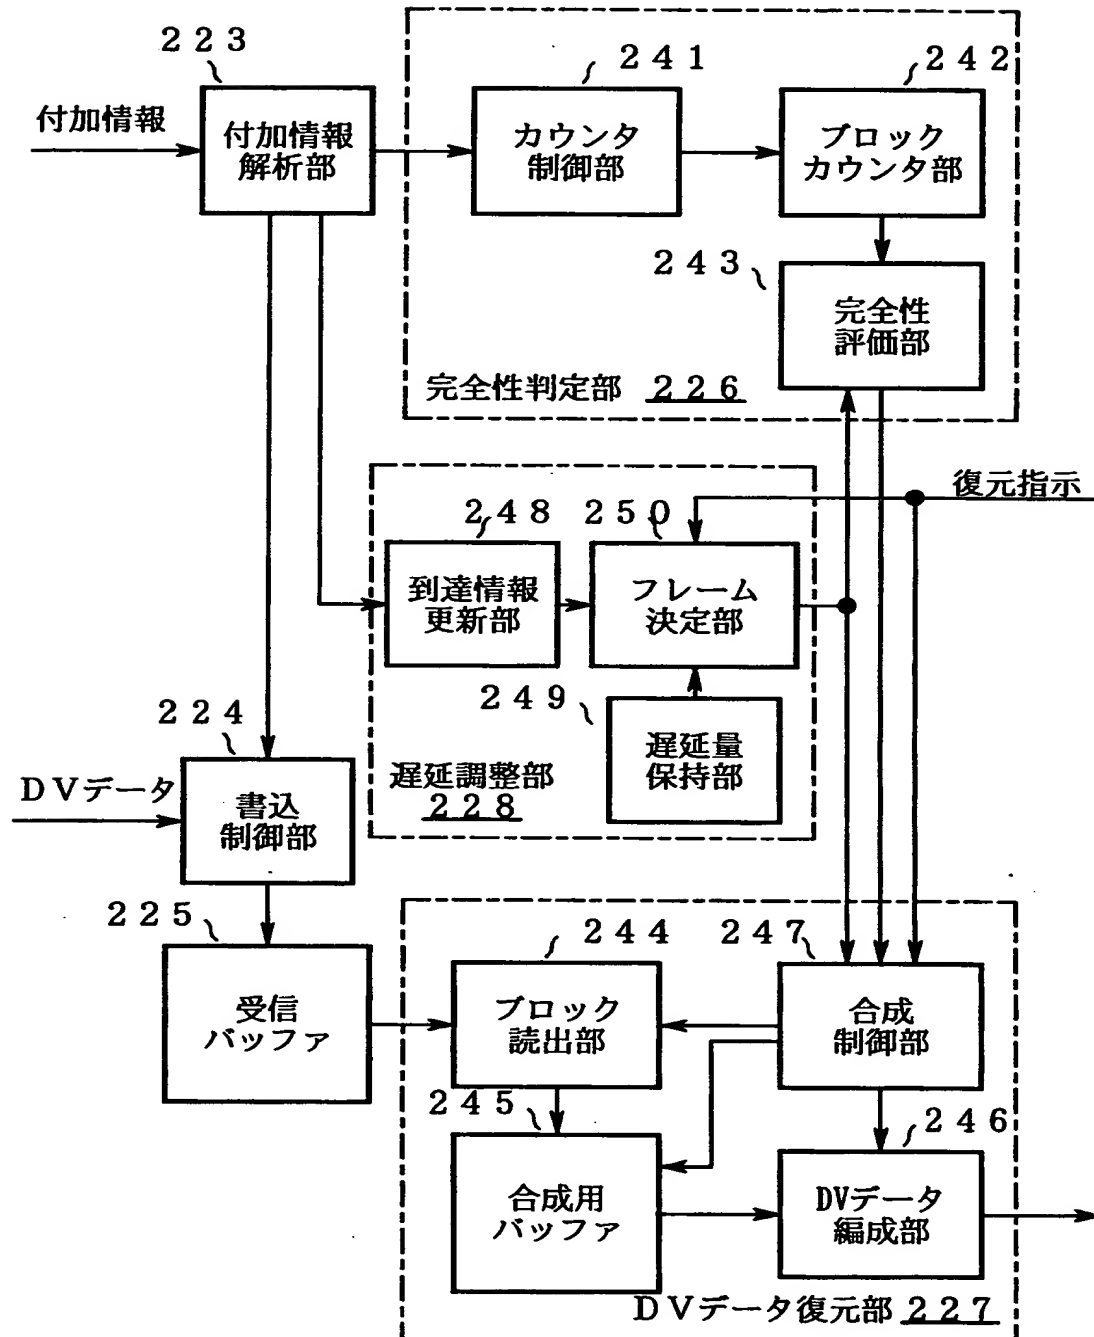 ２２３
２４１
２４２
付加情報
付加情報
解析部
カウンタ
制御部
ブロック
カウンタ部
２４３
完全性
評価部
完全性判定部 ２２６
復元指示
２４８
２５０
到達情報
更新部
フレーム
決定部
２４９
遅延量
保持部
遅延調整部
２２８
２２４
ＤＶデータ
書込
制御部
２２５
受信
バッファ
２４４
２４７
ブロック
読出部
合成
制御部
２４５
２４６
合成用
バッファ
DVデータ
編成部
ＤＶデータ復元部 ２２７